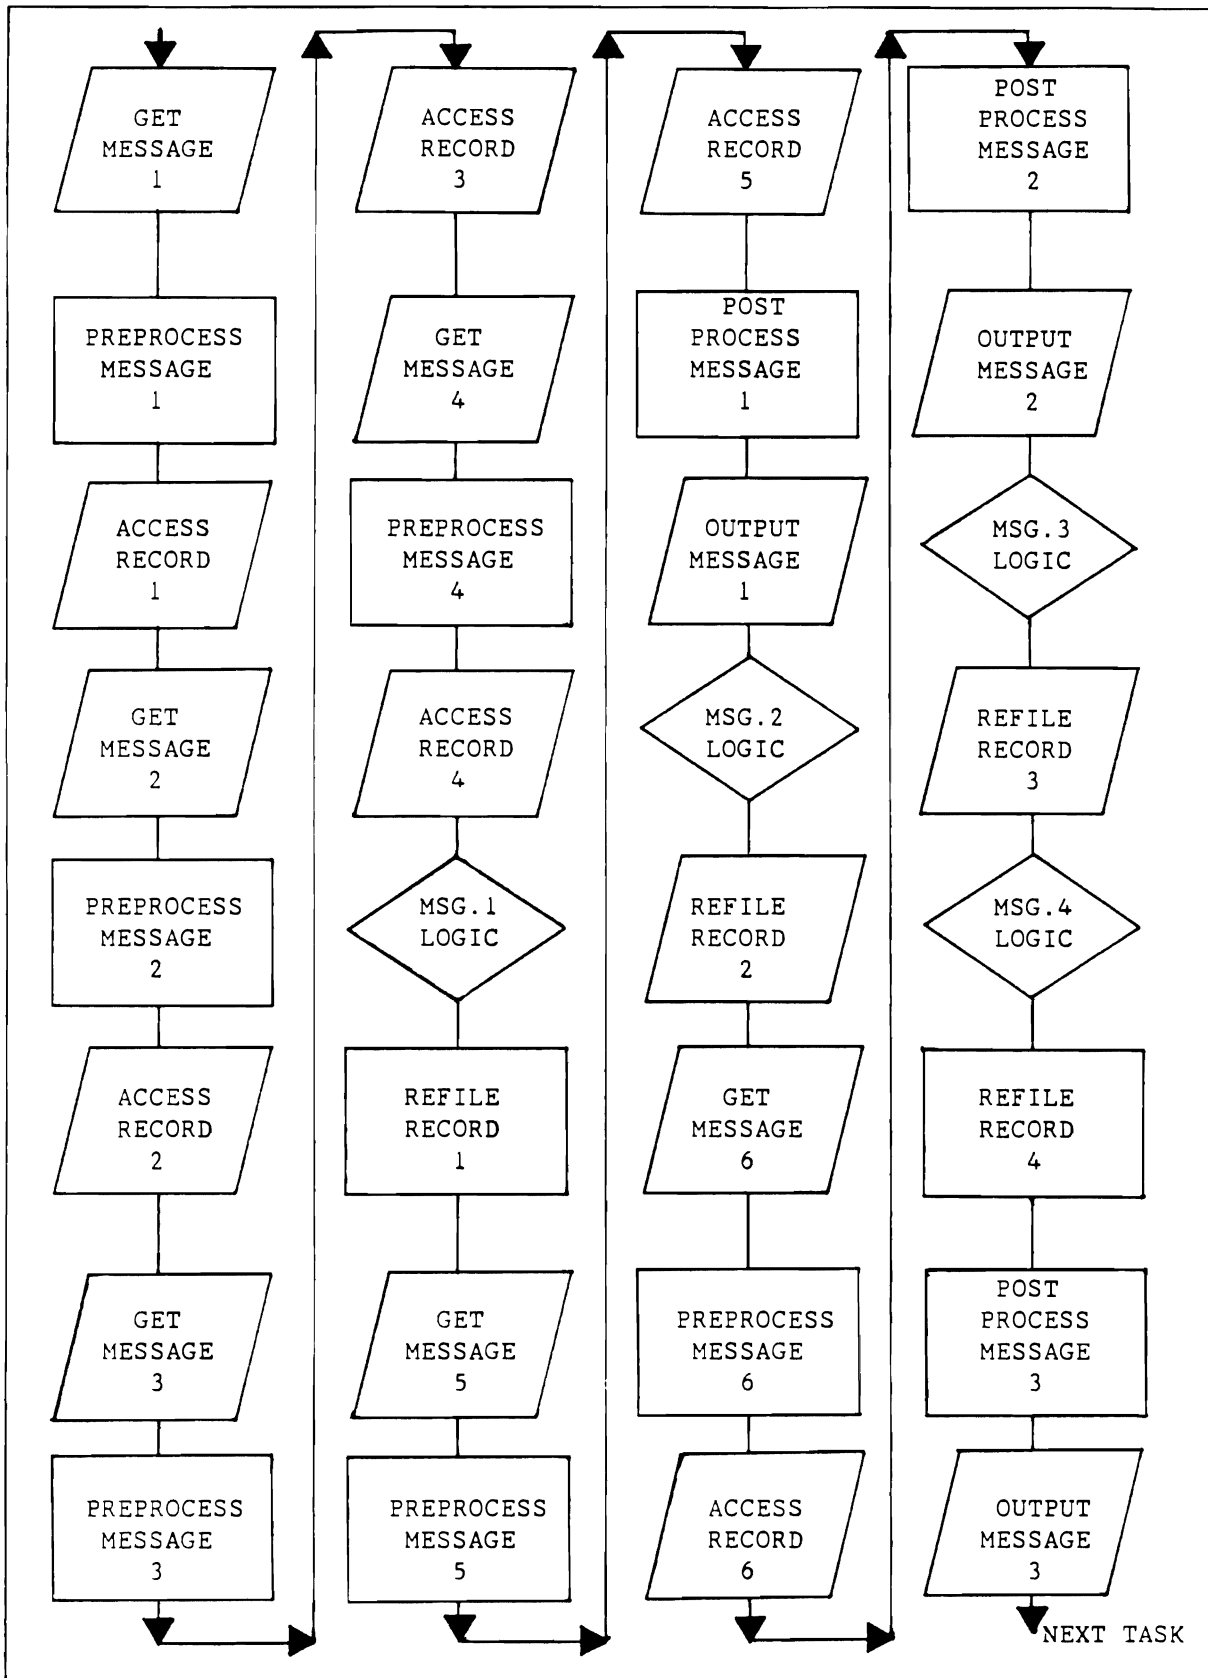 GET
MESSAGE
1
PREPROCESS
MESSAGE
1
ACCESS
RECORD
1
GET
MESSAGE
2
PREPROCESS
MESSAGE
2
ACCESS
RECORD
2
GET
MESSAGE
3
PREPROCESS
MESSAGE
3
ACCESS
RECORD
3
GET
MESSAGE
4
PREPROCESS
MESSAGE
4
ACCESS
RECORD
4
MSG.1
LOGIC
REFILE
RECORD
1
GET
MESSAGE
5
PREPROCESS
MESSAGE
5
ACCESS
RECORD
5
POST
PROCESS
MESSAGE
1
OUTPUT
MESSAGE
1
MSG.2
LOGIC
REFILE
RECORD
2
GET
MESSAGE
6
PREPROCESS
MESSAGE
6
ACCESS
RECORD
6
POST
PROCESS
MESSAGE
2
OUTPUT
MESSAGE
2
MSG.3
LOGIC
REFILE
RECORD
3
MSG.4
LOGIC
REFILE
RECORD
4
POST
PROCESS
MESSAGE
3
OUTPUT
MESSAGE
3
NEXT TASK